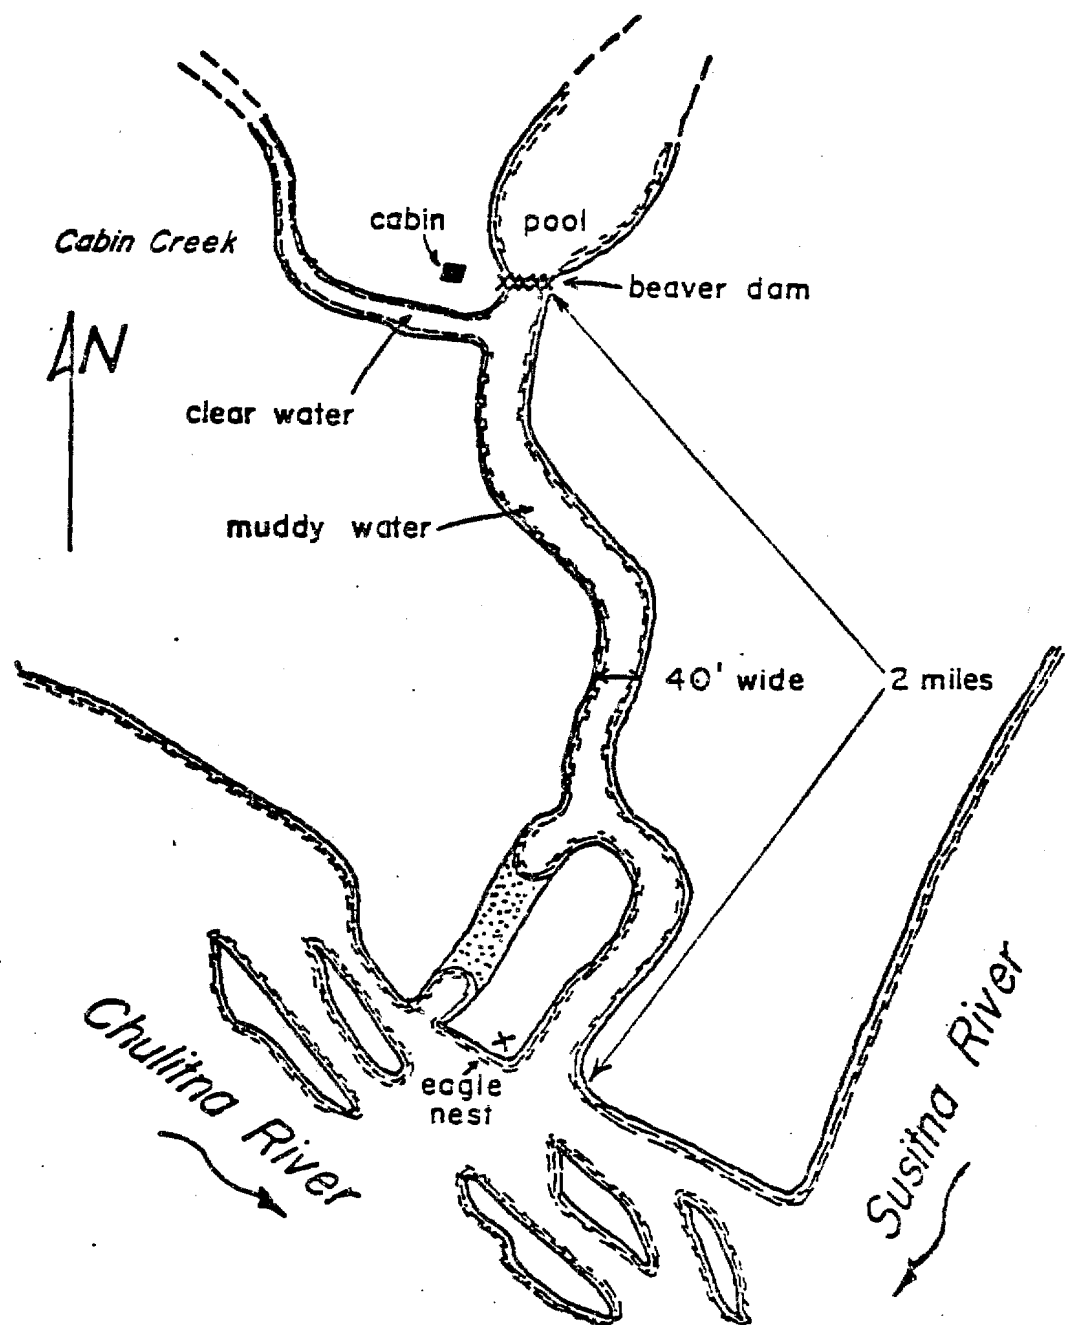 cabin
pool
Cabin Creek
beaver dam
N
clear water
muddy water
40' wide
2 miles
Chulitna River
eagle
nest
Susitna River